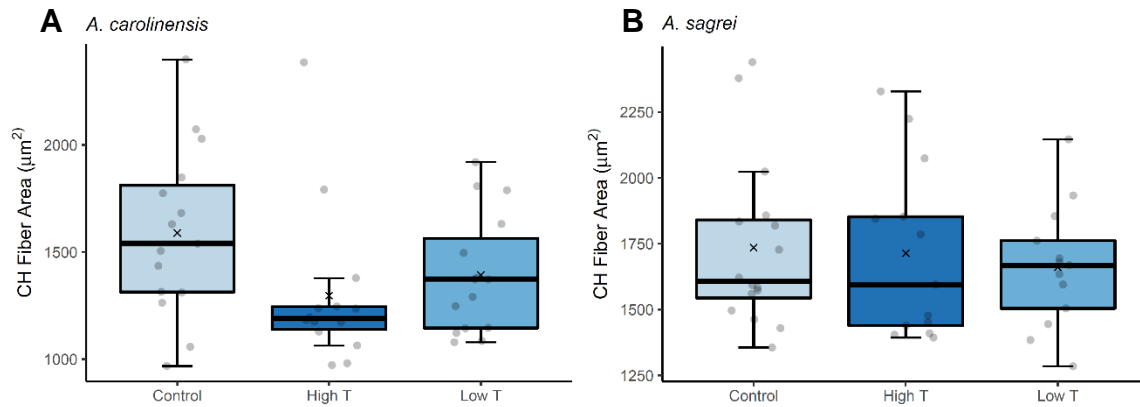 A A. carolinensis
CH Fiber Area (μm²)
2000
1500
1000
Control High T Low T
B A. sagrei
CH Fiber Area (μm²)
2250
2000
1750
1500
1250
Control High T Low T